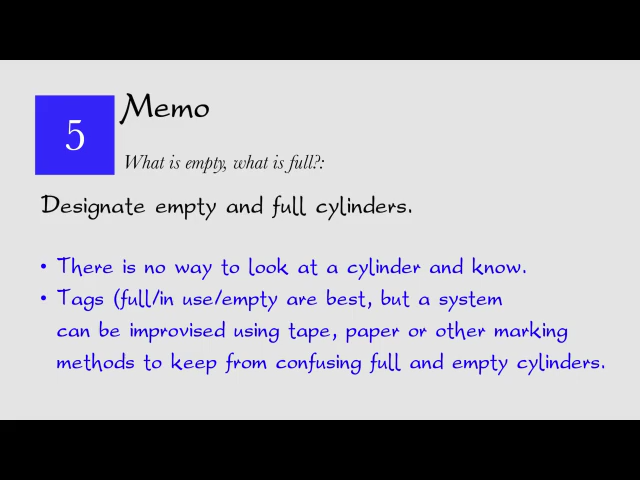 5
Memo
What is empty, what is full?:
Designate empty and full cylinders.
• There is no way to look at a cylinder and know.
• Tags (full/in use/empty are best, but a system
can be improvised using tape, paper or other marking
methods to keep from confusing full and empty cylinders.